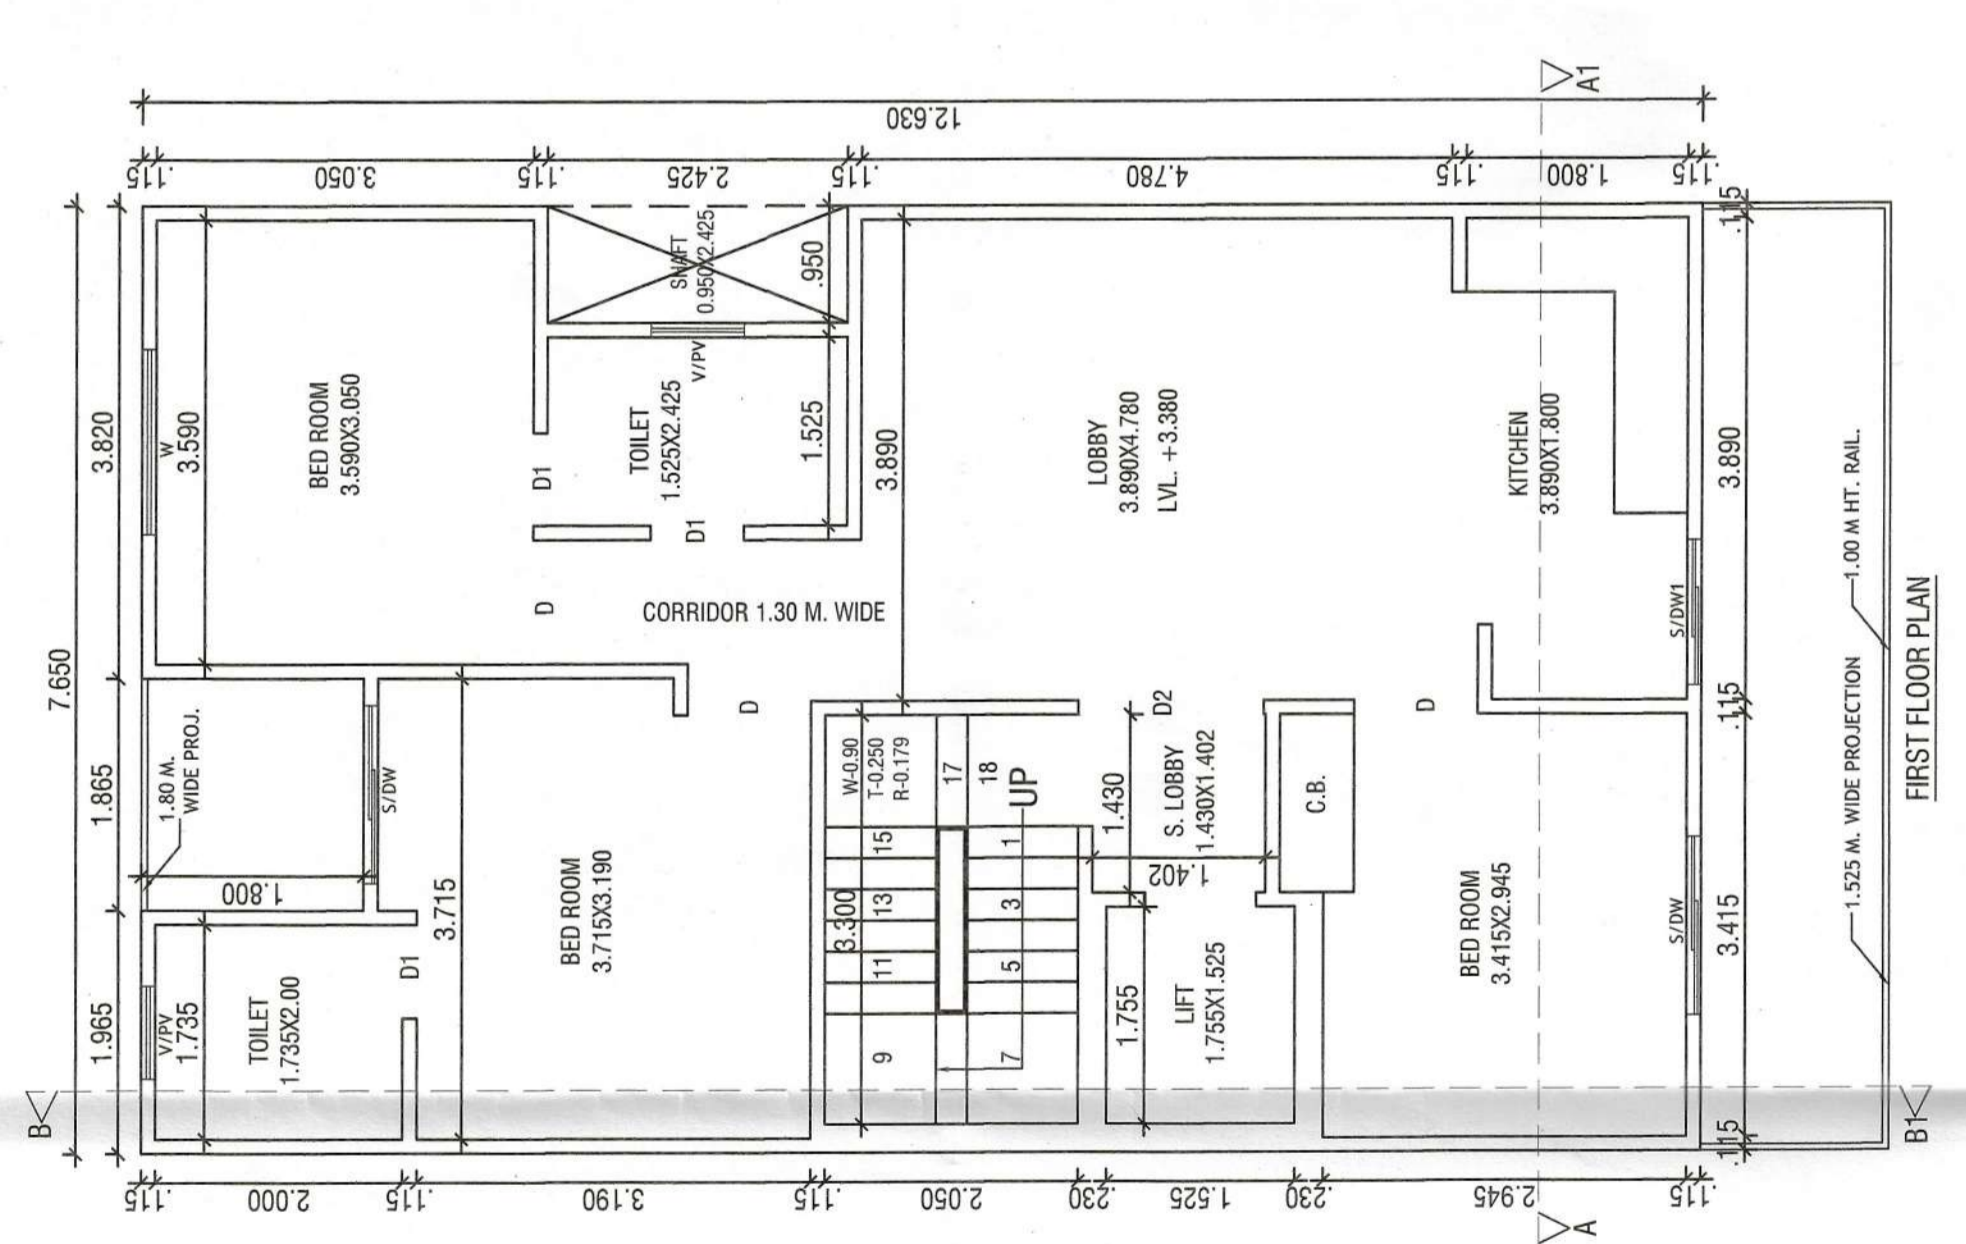 A1
12.630
.115
3.050
.115
2.425
.115
4.780
.115
1.800
.115
7.650
3.820
1.865
1.965
W
3.590
BED ROOM
3.590X3.050
SHAFT
0.950X2.425
.950
V/PV
TOILET
1.525X2.425
1.525
D1
D1
D
CORRIDOR 1.30 M. WIDE
3.890
LOBBY
3.890X4.780
LVL. +3.380
KITCHEN
3.890X1.800
S/DW1
.115
3.890
.115
3.415
.115
1.00 M HT. RAIL.
1.525 M. WIDE PROJECTION
FIRST FLOOR PLAN
1.80 M.
WIDE PROJ.
S/DW
1.800
3.715
D
BED ROOM
3.715X3.190
D1
V/PV
1.735
TOILET
1.735X2.00
W-0.90
T-0.250
R-0.179
17
18
UP
15
13
11
9
1
3
5
7
3.300
D2
1.430
S. LOBBY
1.430X1.402
1.402
C.B.
D
1.755
LIFT
1.755X1.525
BED ROOM
3.415X2.945
S/DW
B
B1
.115
2.000
.115
3.190
.115
2.050
.230
1.525
.230
2.945
.115
A